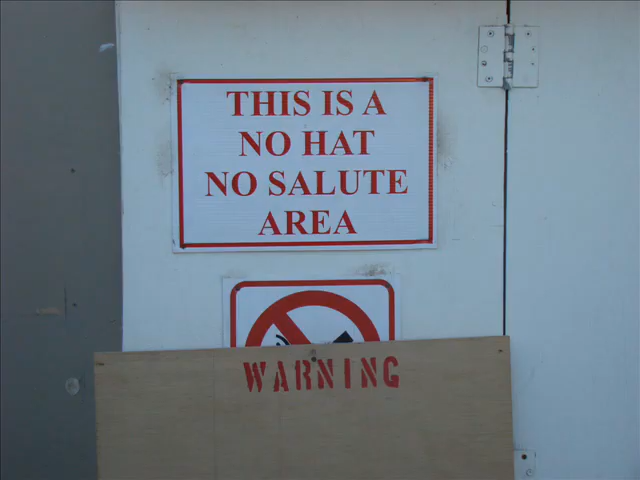 THIS IS A
NO HAT
NO SALUTE
AREA
WARNING